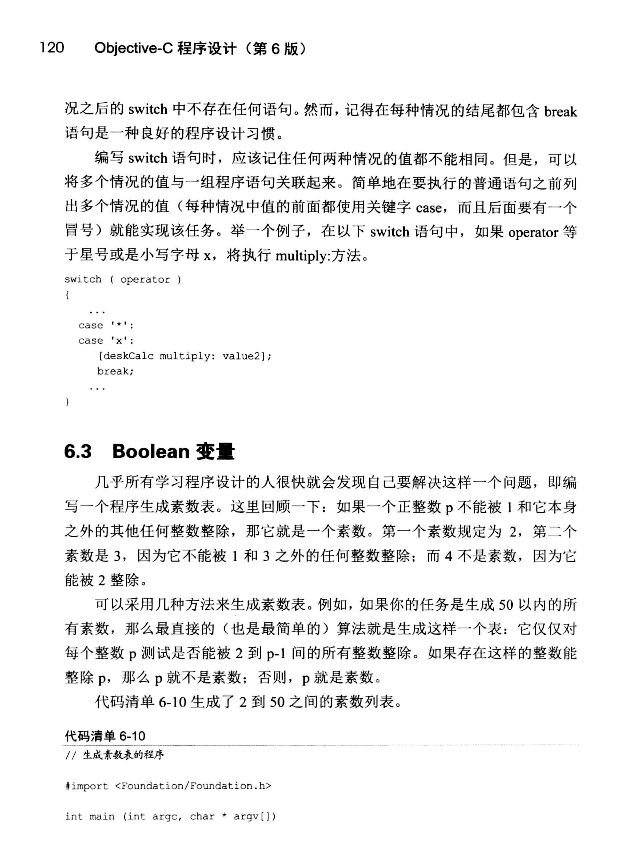 120 Objective-C 程序设计（第 6 版）
况之后的 switch 中不存在任何语句。然而，记得在每种情况的结尾都包含 break
语句是一种良好的程序设计习惯。
编写 switch 语句时，应该记住任何两种情况的值都不能相同。但是，可以
将多个情况的值与一组程序语句关联起来。简单地在要执行的普通语句之前列
出多个情况的值（每种情况中值的前面都使用关键字 case，而且后面要有一个
冒号）就能实现该任务。举一个例子，在以下 switch 语句中，如果 operator 等
于星号或是小写字母 x，将执行 multiply:方法。
switch ( operator )
{
...
case '*':
case 'x':
[deskCalc multiply: value2];
break;
...
}
6.3 Boolean 变量
几乎所有学习程序设计的人很快就会发现自己要解决这样一个问题，即编
写一个程序生成素数表。这里回顾一下：如果一个正整数 p 不能被 1 和它本身
之外的其他任何整数整除，那它就是一个素数。第一个素数规定为 2，第二个
素数是 3，因为它不能被 1 和 3 之外的任何整数整除；而 4 不是素数，因为它
能被 2 整除。
可以采用几种方法来生成素数表。例如，如果你的任务是生成 50 以内的所
有素数，那么最直接的（也是最简单的）算法就是生成这样一个表：它仅仅对
每个整数 p 测试是否能被 2 到 p-1 间的所有整数整除。如果存在这样的整数能
整除 p，那么 p 就不是素数；否则，p 就是素数。
代码清单 6-10 生成了 2 到 50 之间的素数列表。
代码清单 6-10
// 生成素数表的程序
#import <Foundation/Foundation.h>
int main (int argc, char * argv[])